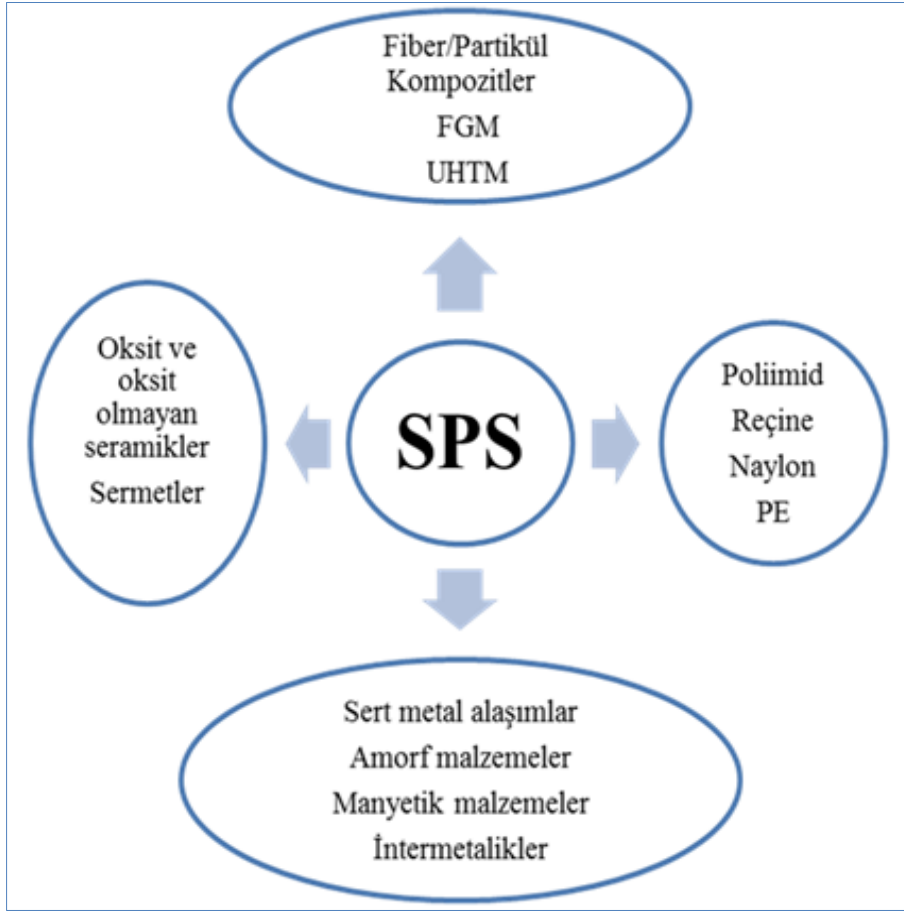 Fiber/Partikül
Kompozitler
FGM
UHTM
Oksit ve
oksit
olmayan
seramikler
Sermetler
SPS
Poliimid
Reçine
Naylon
PE
Sert metal alaşımlar
Amorf malzemeler
Manyetik malzemeler
İntermetalikler